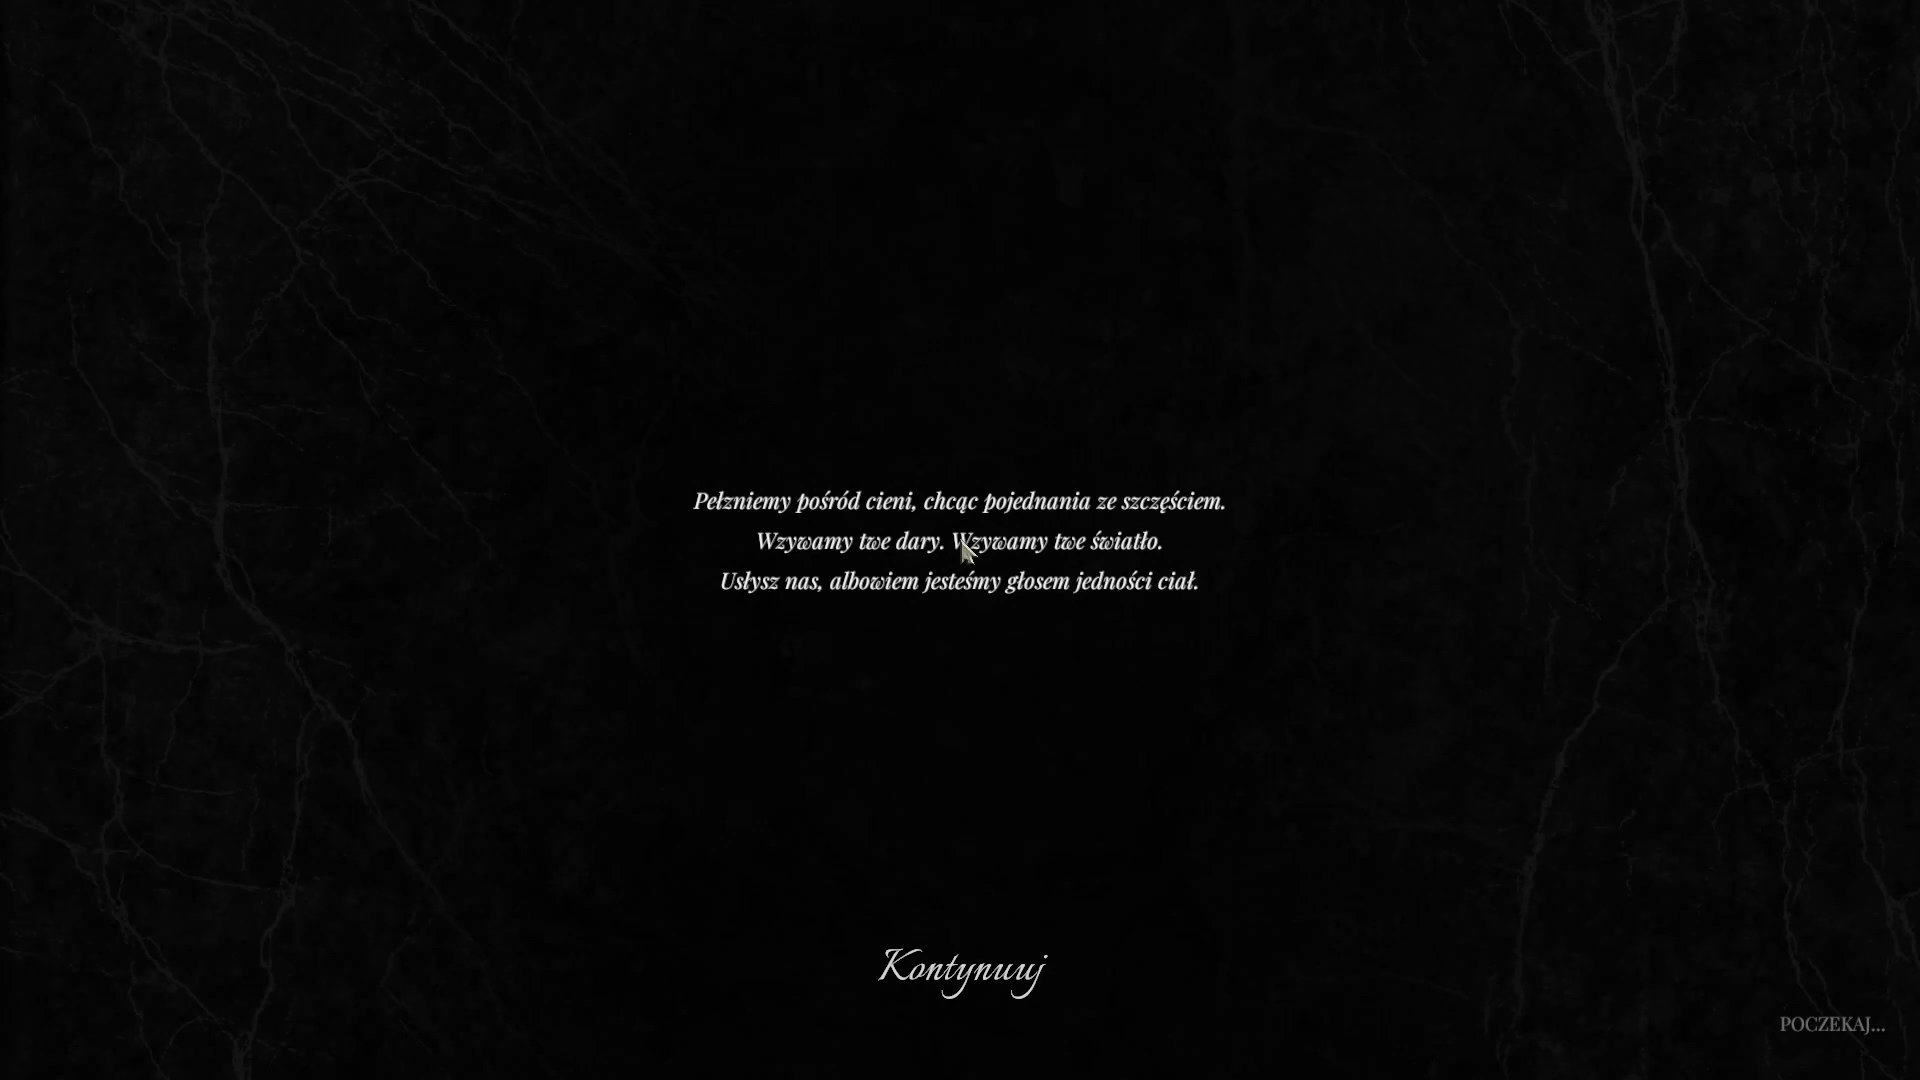 Pełzniemy pośród cieni, chcąc pojednania ze szczęściem.
Wzywamy twe dary. Wzywamy twe światło.
Usłysz nas, albowiem jesteśmy głosem jedności ciał.
Kontynuuj
POCZEKAJ...